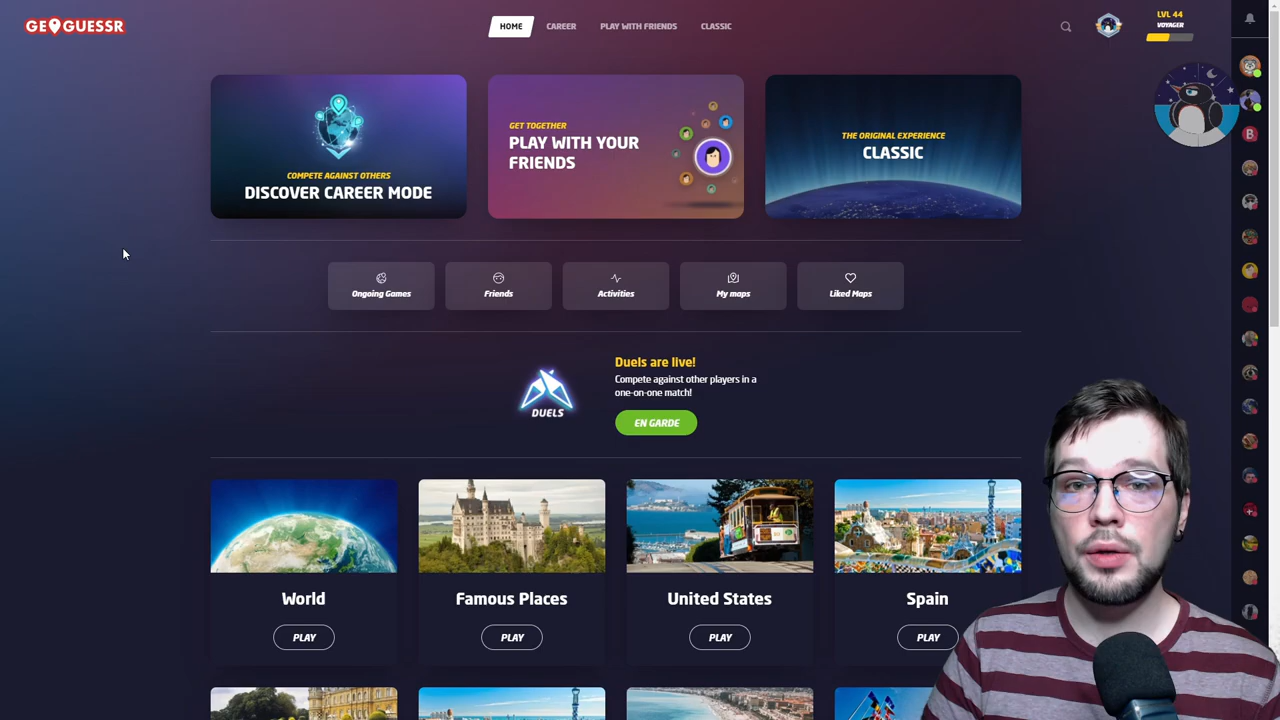 GEOGUESSR
HOME
CAREER
PLAY WITH FRIENDS
CLASSIC
LVL 44
VOYAGER
COMPETE AGAINST OTHERS
DISCOVER CAREER MODE
GET TOGETHER
PLAY WITH YOUR
FRIENDS
THE ORIGINAL EXPERIENCE
CLASSIC
Ongoing Games
Friends
Activities
My maps
Liked Maps
DUELS
Duels are live!
Compete against other players in a
one-on-one match!
EN GARDE
World
Famous Places
United States
Spain
PLAY
PLAY
PLAY
PLAY
B